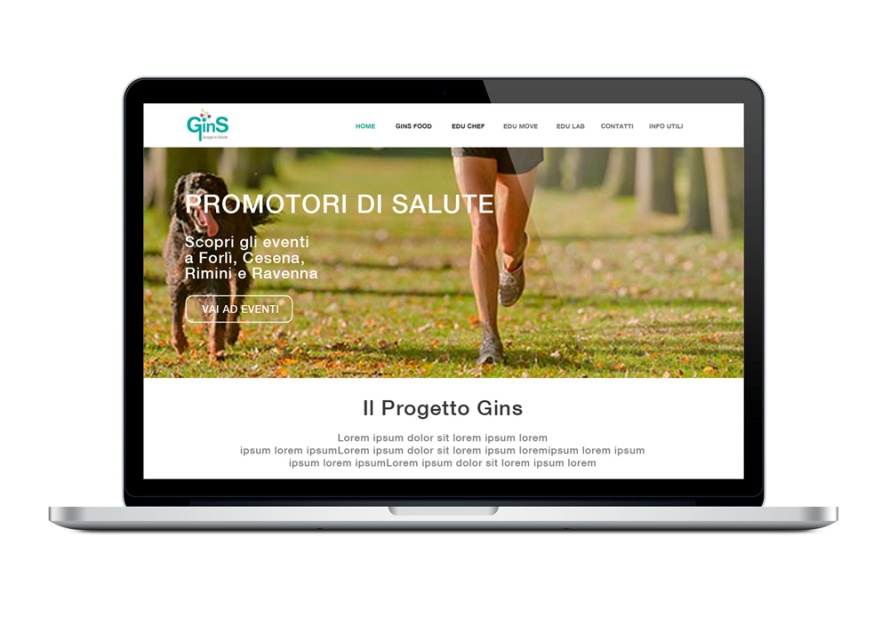 GinS
HOME GINS FOOD EDU CHEF EDU MOVE EDU LAB CONTATTI INFO UTILI
PROMOTORI DI SALUTE
Scopri gli eventi
a Forlì, Cesena,
Rimini e Ravenna
VAI AD EVENTI
Il Progetto Gins
Lorem ipsum dolor sit lorem ipsum lorem
ipsum lorem ipsumLorem ipsum dolor sit lorem ipsum loremipsum lorem ipsum
ipsum lorem ipsumLorem ipsum dolor sit lorem ipsum lorem